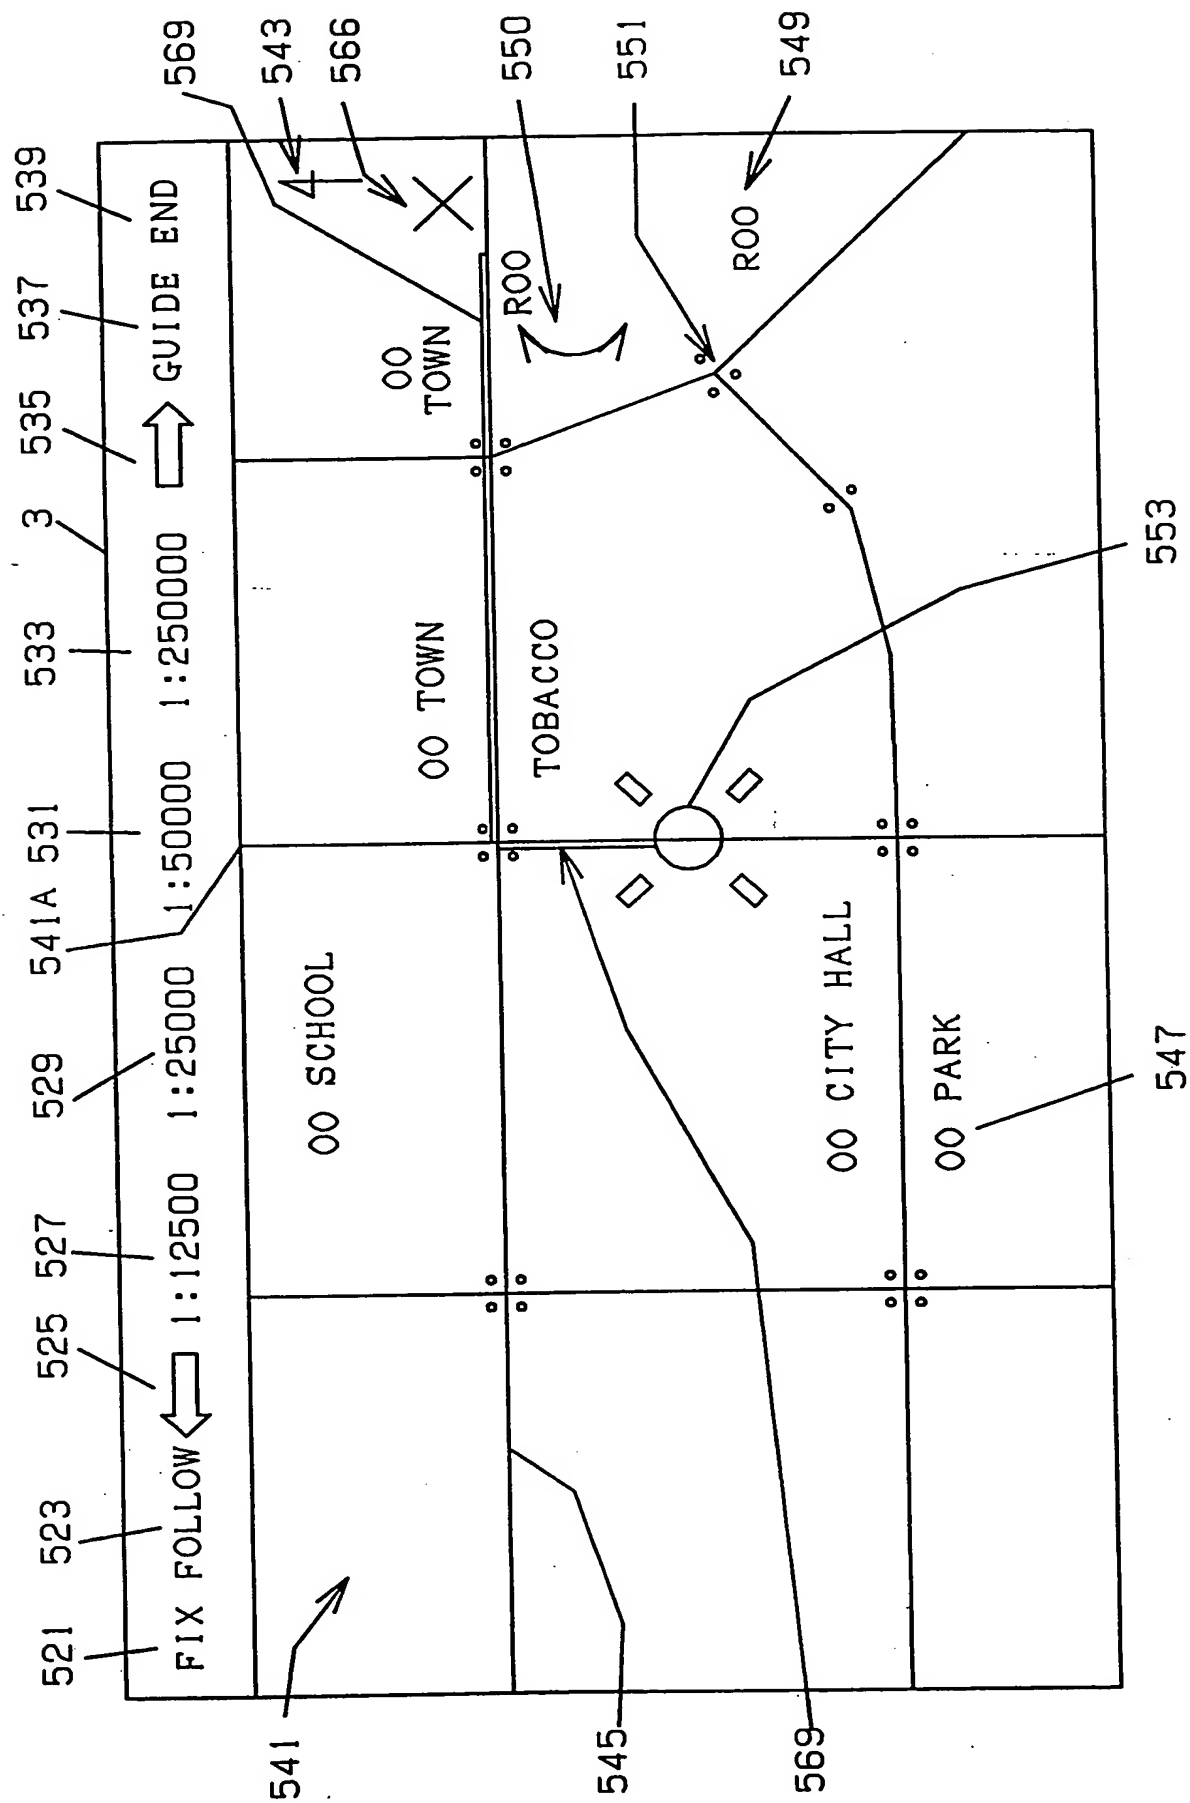 521 523 525 527 529 541A 531 533 3 535 537 539
FIX FOLLOW 1:12500 1:25000 1:50000 1:250000 GUIDE END
569
543
566
550
551
549
541
OO SCHOOL
OO TOWN
OO
TOWN
ROO
TOBACCO
ROO
545
OO CITY HALL
OO PARK
569
547
553